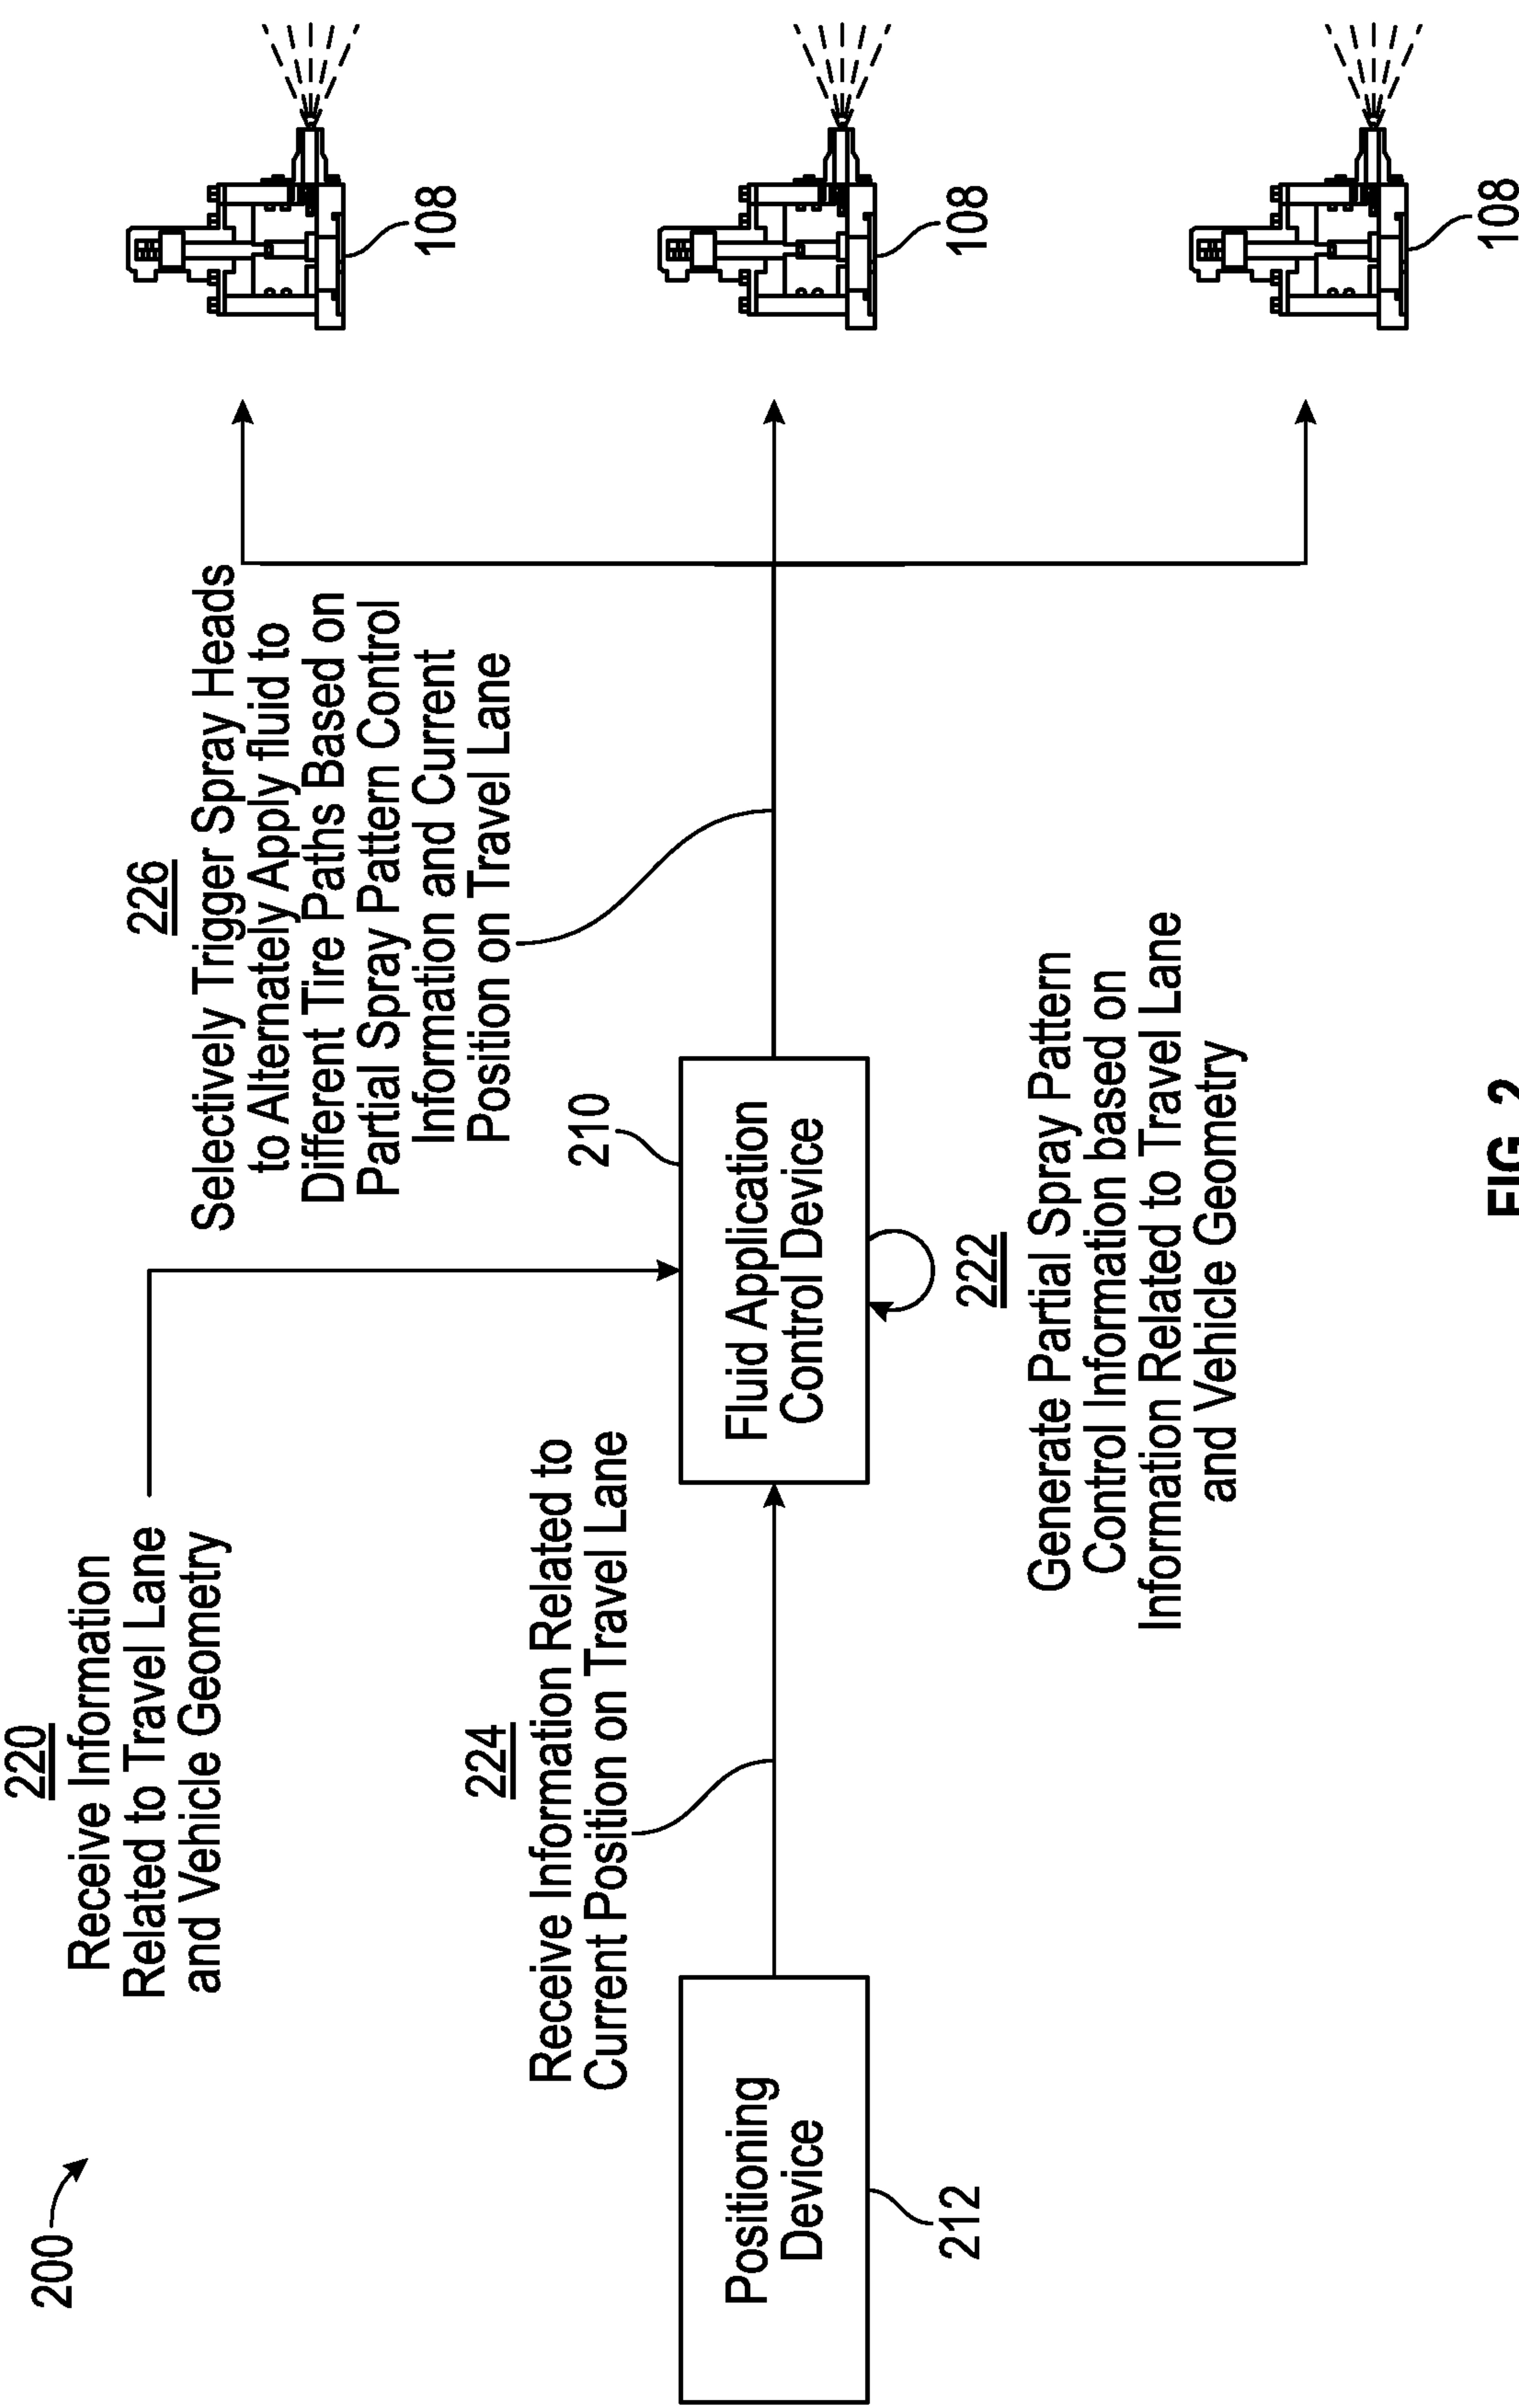 200
220
Receive Information
Related to Travel Lane
and Vehicle Geometry
224
Receive Information Related to
Current Position on Travel Lane
Positioning
Device
212
226
Selectively Trigger Spray Heads
to Alternately Apply fluid to
Different Tire Paths Based on
Partial Spray Pattern Control
Information and Current
Position on Travel Lane
210
Fluid Application
Control Device
222
Generate Partial Spray Pattern
Control Information based on
Information Related to Travel Lane
and Vehicle Geometry
108
108
108
FIG. 2